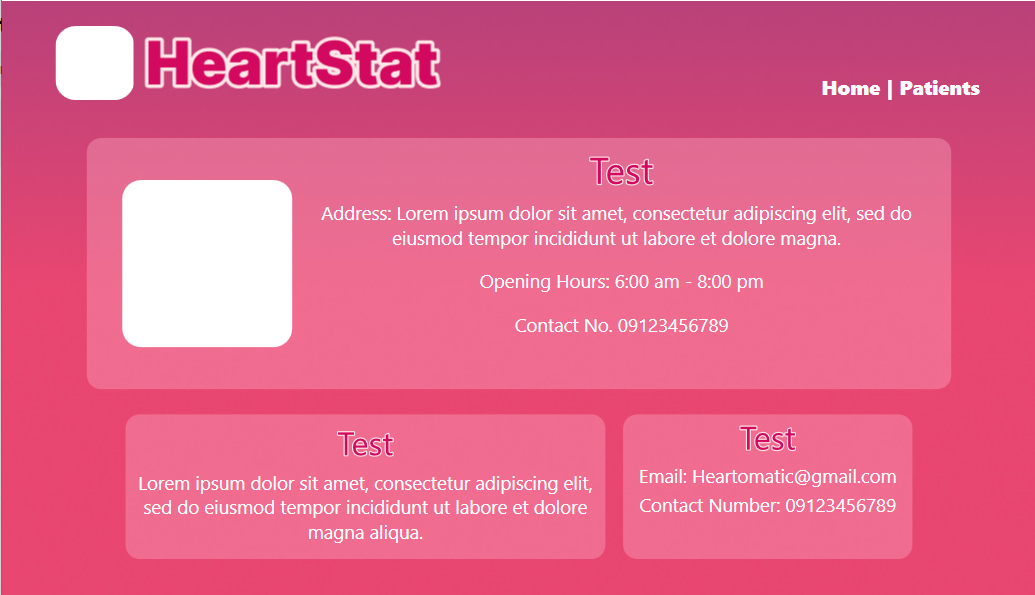 HeartStat
Home | Patients
Test
Address: Lorem ipsum dolor sit amet, consectetur adipiscing elit, sed do
eiusmod tempor incididunt ut labore et dolore magna.
Opening Hours: 6:00 am - 8:00 pm
Contact No. 09123456789
Test
Lorem ipsum dolor sit amet, consectetur adipiscing elit,
sed do eiusmod tempor incididunt ut labore et dolore
magna aliqua.
Test
Email: Heartomatic@gmail.com
Contact Number: 09123456789